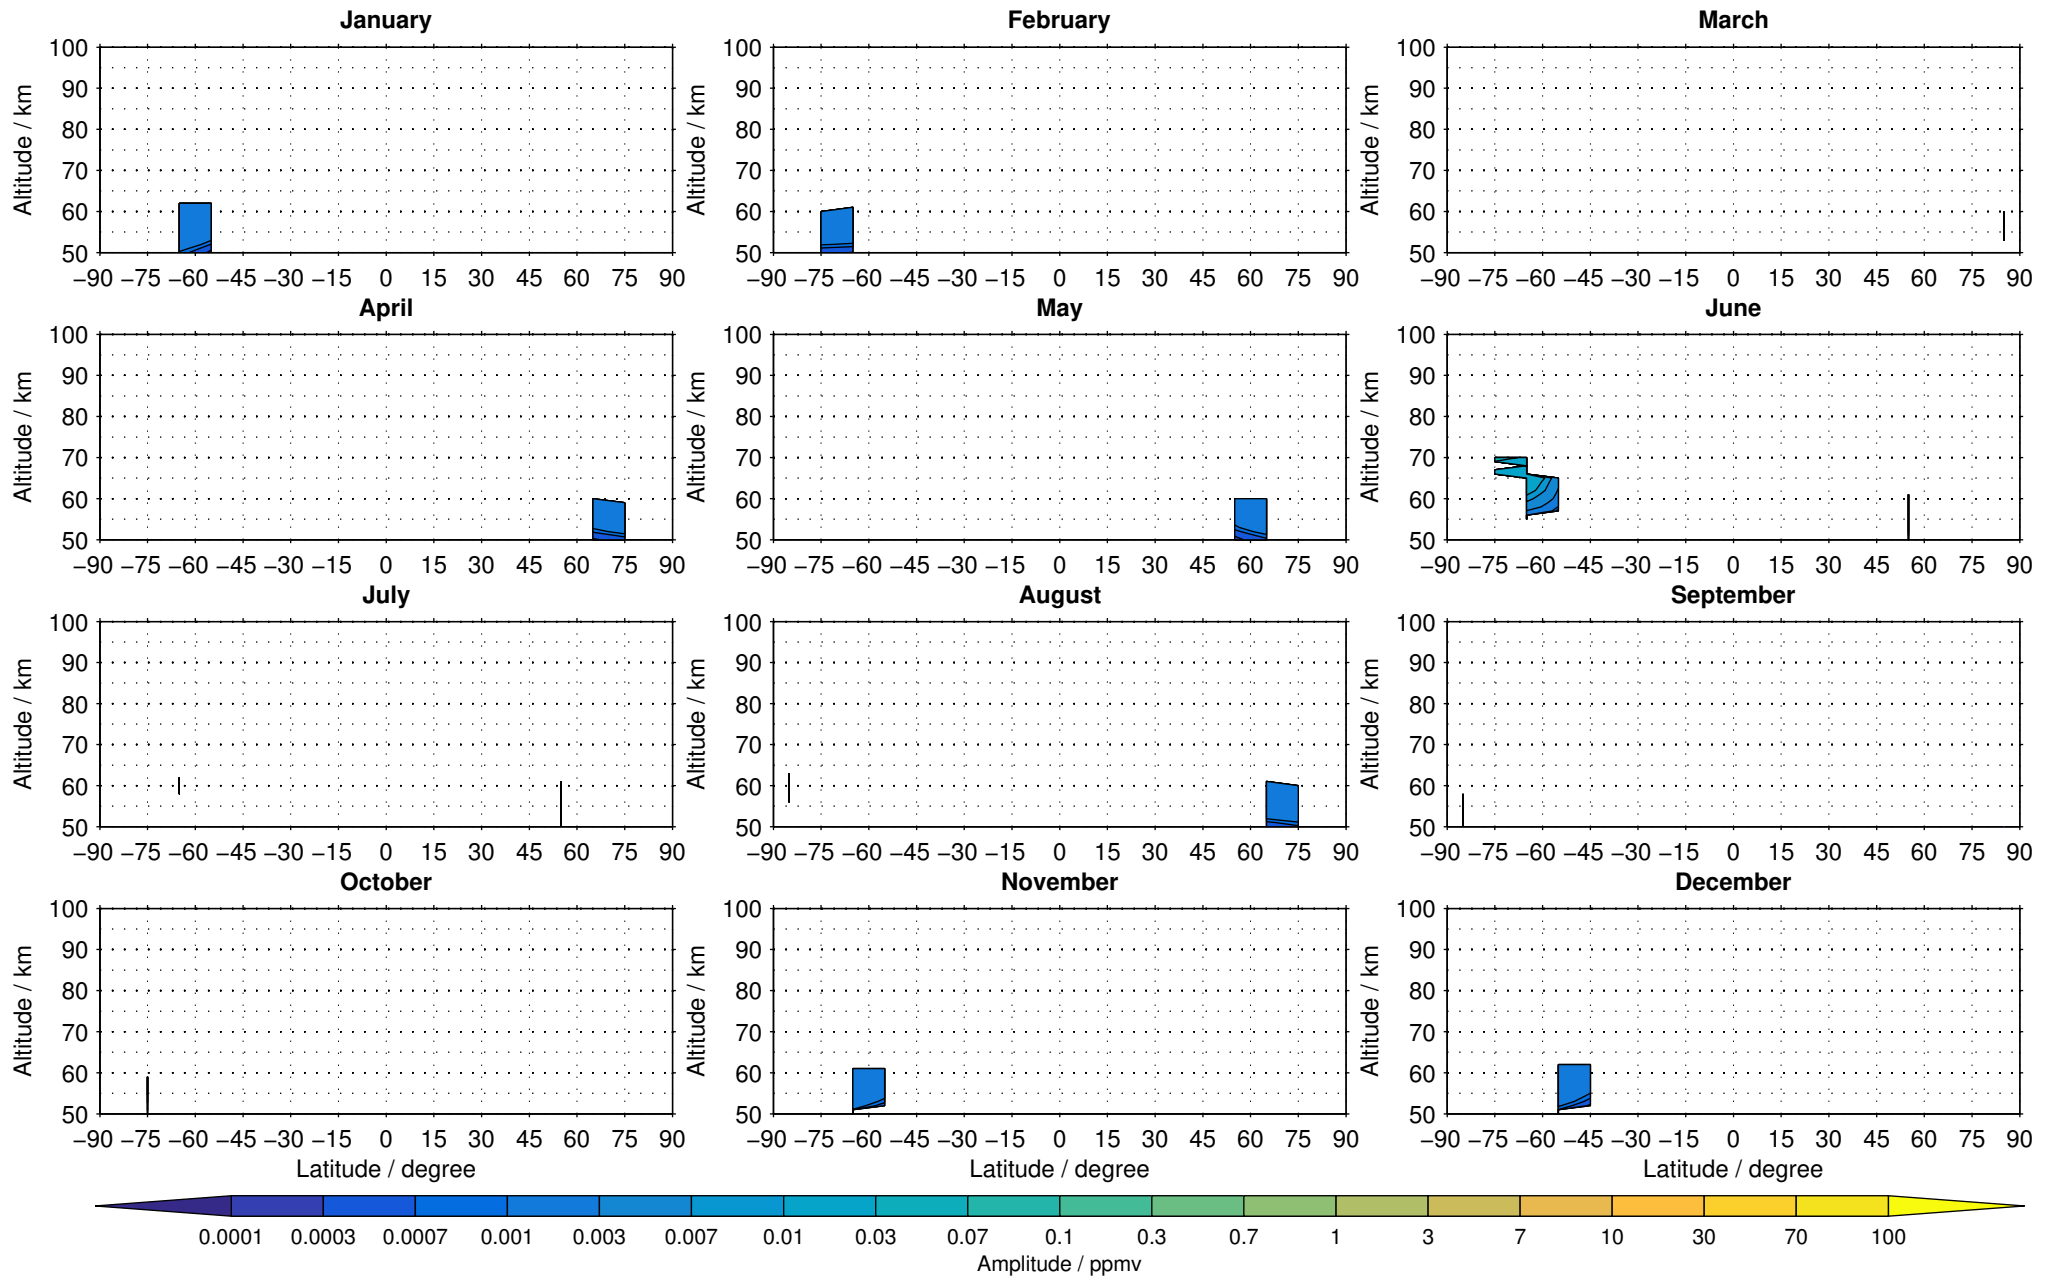 January February March
100 100 100
90 90 90
80 80 80
70 70 70
60 60 60
50 50 50
Altitude / km Altitude / km Altitude / km
−90 −75 −60 −45 −30 −15 0 15 30 45 60 75 90 −90 −75 −60 −45 −30 −15 0 15 30 45 60 75 90 −90 −75 −60 −45 −30 −15 0 15 30 45 60 75 90
April May June
100 100 100
90 90 90
80 80 80
70 70 70
60 60 60
50 50 50
Altitude / km Altitude / km Altitude / km
−90 −75 −60 −45 −30 −15 0 15 30 45 60 75 90 −90 −75 −60 −45 −30 −15 0 15 30 45 60 75 90 −90 −75 −60 −45 −30 −15 0 15 30 45 60 75 90
July August September
100 100 100
90 90 90
80 80 80
70 70 70
60 60 60
50 50 50
Altitude / km Altitude / km Altitude / km
−90 −75 −60 −45 −30 −15 0 15 30 45 60 75 90 −90 −75 −60 −45 −30 −15 0 15 30 45 60 75 90 −90 −75 −60 −45 −30 −15 0 15 30 45 60 75 90
October November December
100 100 100
90 90 90
80 80 80
70 70 70
60 60 60
50 50 50
Altitude / km Altitude / km Altitude / km
−90 −75 −60 −45 −30 −15 0 15 30 45 60 75 90 −90 −75 −60 −45 −30 −15 0 15 30 45 60 75 90 −90 −75 −60 −45 −30 −15 0 15 30 45 60 75 90
Latitude / degree Latitude / degree Latitude / degree
0.0001 0.0003 0.0007 0.001 0.003 0.007 0.01 0.03 0.07 0.1 0.3 0.7 1 3 7 10 30 70 100
Amplitude / ppmv